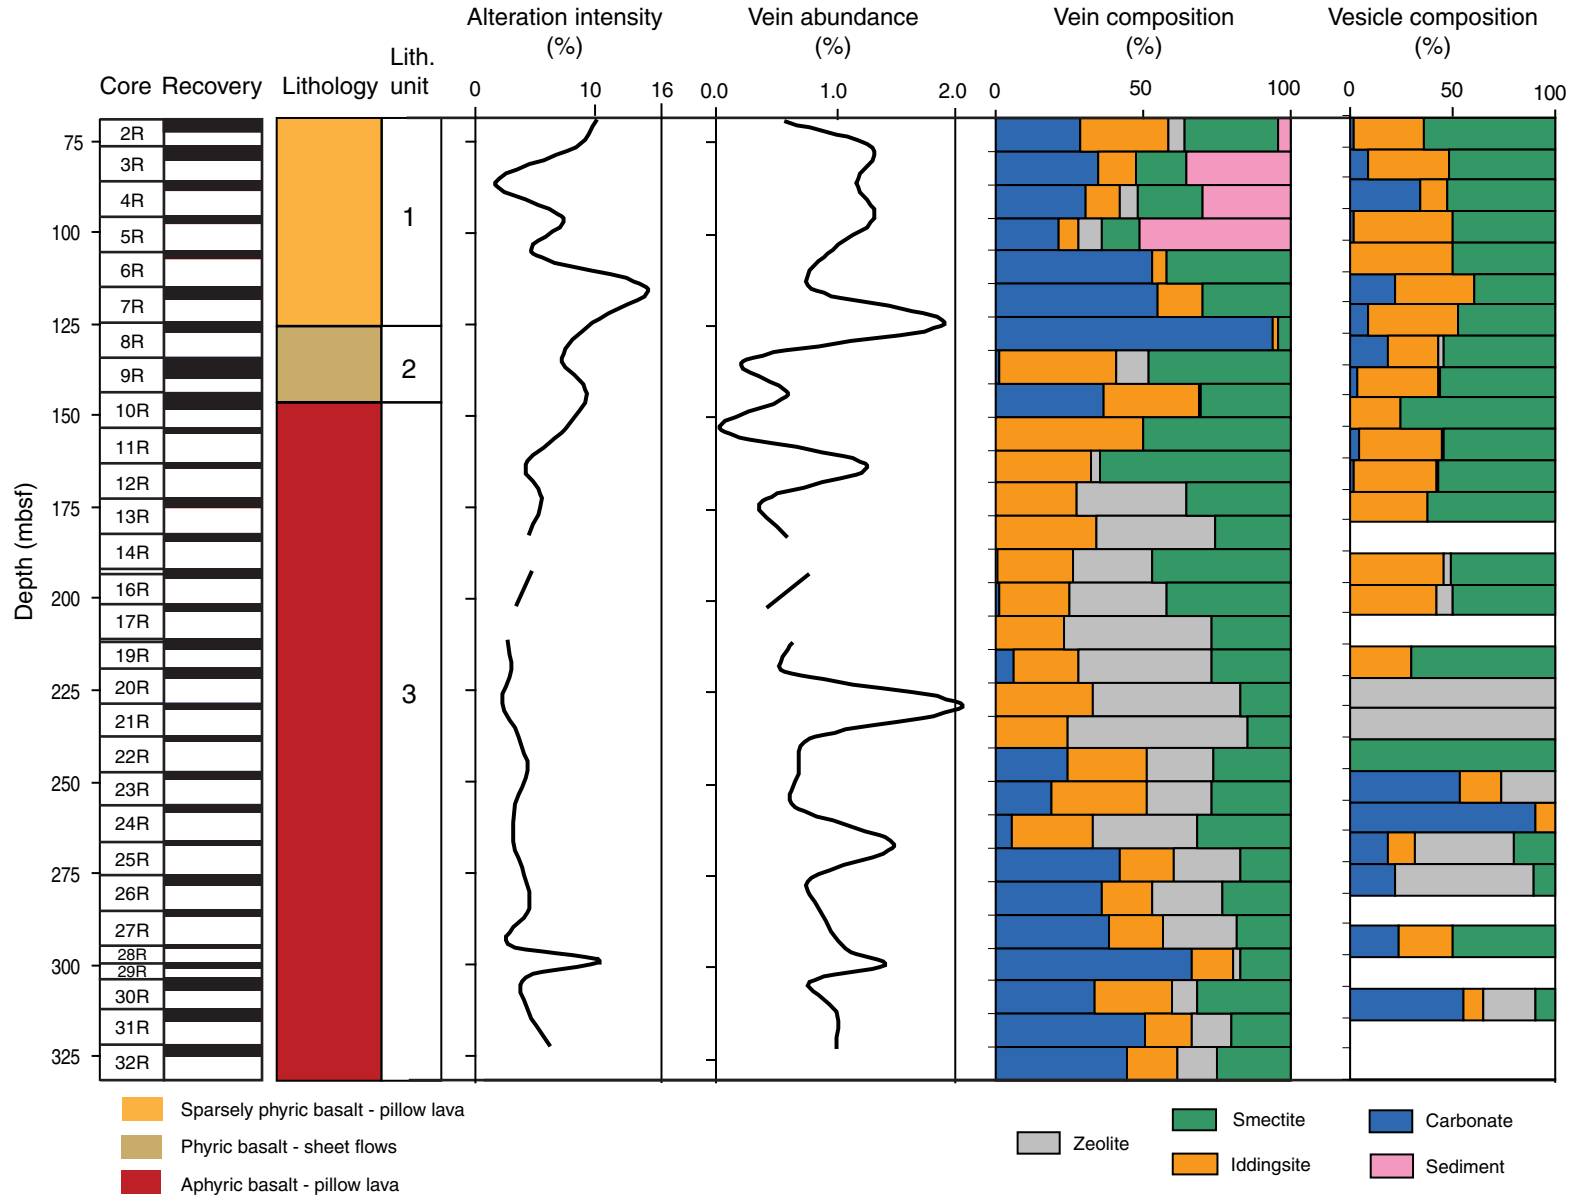 Alteration intensity
(%)
Vein abundance
(%)
Vein composition
(%)
Vesicle composition
(%)
Core
Recovery
Lithology
Lith.
unit
0 10 16
0.0 1.0 2.0
0 50 100
0 50 100
Depth (mbsf)
75
100
125
150
175
200
225
250
275
300
325
2R
3R
4R
5R
6R
7R
8R
9R
10R
11R
12R
13R
14R
16R
17R
19R
20R
21R
22R
23R
24R
25R
26R
27R
28R
29R
30R
31R
32R
1
2
3
Sparsely phyric basalt - pillow lava
Phyric basalt - sheet flows
Aphyric basalt - pillow lava
Zeolite
Smectite
Iddingsite
Carbonate
Sediment